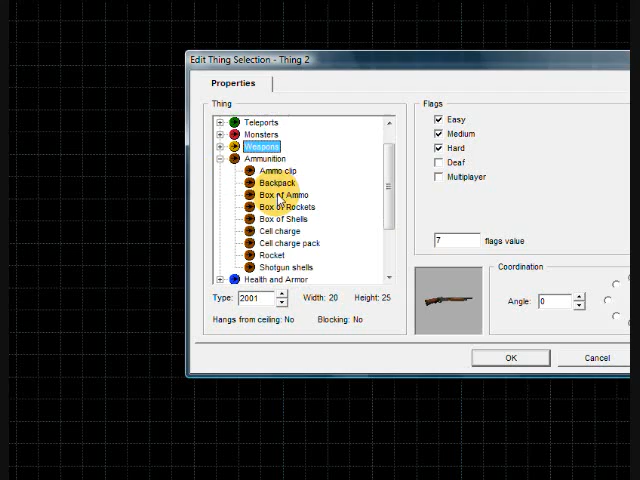 Edit Thing Selection - Thing 2
Properties
Thing
Teleports
Monsters
Weapons
Ammunition
Ammo clip
Backpack
Box of Ammo
Box of Rockets
Box of Shells
Cell charge
Cell charge pack
Rocket
Shotgun shells
Health and Armor
Type: 2001 Width: 20 Height: 25
Hangs from ceiling: No Blocking: No
Flags
Easy
Medium
Hard
Deaf
Multiplayer
7 flags value
Coordination
Angle: 0
OK Cancel